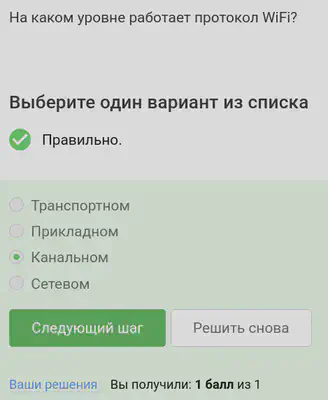 На каком уровне работает протокол WiFi?
Выберите один вариант из списка
Правильно.
Транспортном
Прикладном
Канальном
Сетевом
Следующий шаг
Решить снова
Ваши решения Вы получили: 1 балл из 1